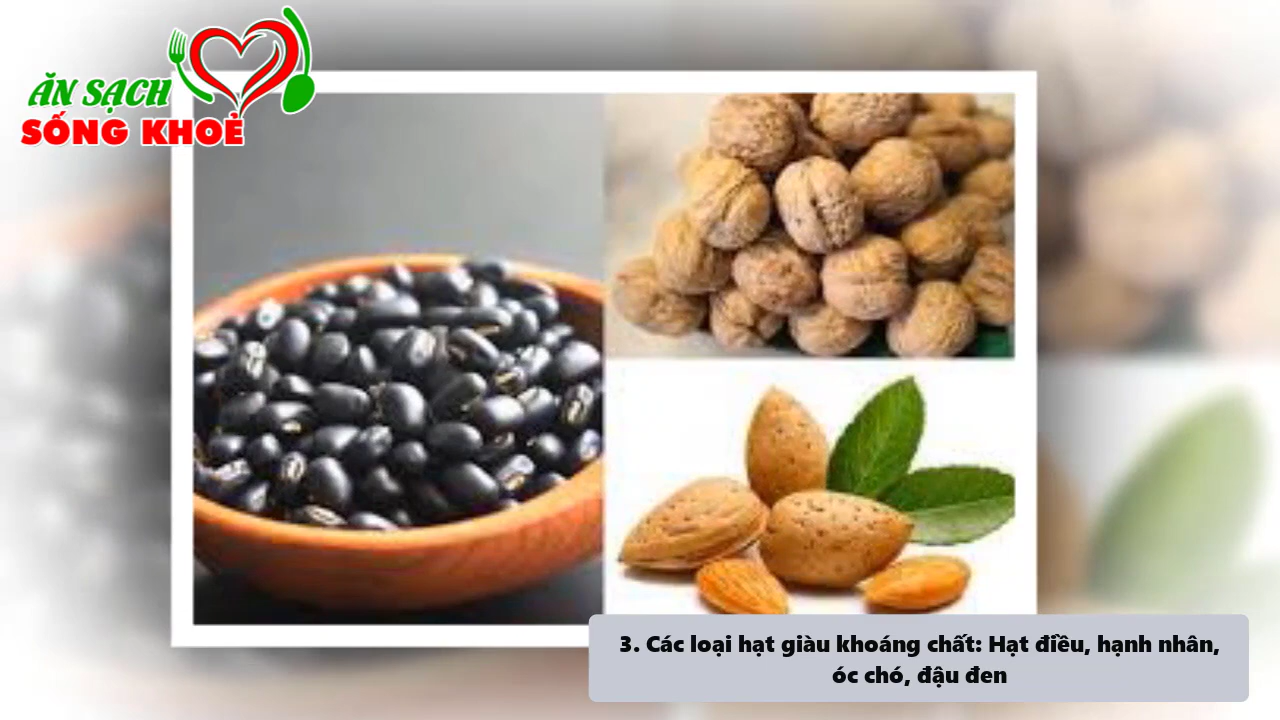 ĂN SẠCH
SỐNG KHOẺ
3. Các loại hạt giàu khoáng chất: Hạt điều, hạnh nhân,
óc chó, đậu đen